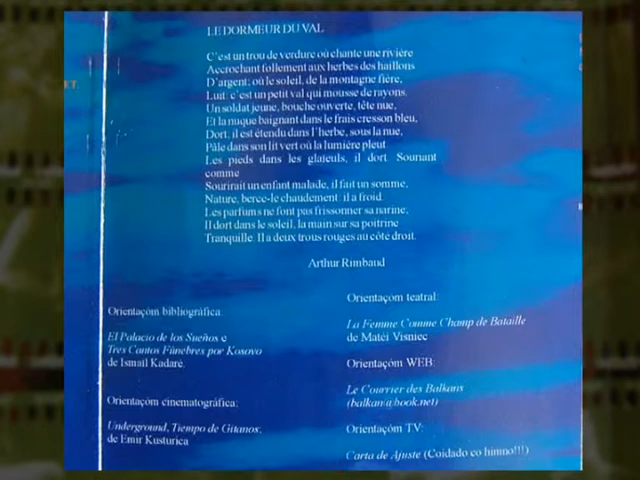 LE DORMEUR DU VAL
C'est un trou de verdure où chante une rivière
Accrochant follement aux herbes des haillons
D'argent; où le soleil, de la montagne fière,
Luit: c'est un petit val qui mousse de rayons.
Un soldat jeune, bouche ouverte, tête nue,
Et la nuque baignant dans le frais cresson bleu,
Dort, il est étendu dans l'herbe, sous la nue,
Pâle dans son lit vert où la lumière pleut
Les pieds dans les glaïeuls, il dort Souriant
comme
Sourirait un enfant malade, il fait un somme,
Nature, berce-le chaudement: il a froid.
Les parfums ne font pas frissonner sa narine,
Il dort dans le soleil, la main sur sa poitrine
Tranquille. Il a deux trous rouges au côte droit.
Arthur Rimbaud
Orientaçóm bibliográfica:
El Palacio de los Sueños e
Tres Cantos Fúnebres por Kosovo
de Ismaïl Kadaré.
Orientaçóm cinematográfica:
Underground, Tiempo de Gitanos,
de Emir Kusturica
Orientaçóm teatral:
La Femme Comme Champ de Bataille
de Matéi Visniec
Orientaçóm WEB:
Le Courrier des Balkans
(balkan@book.net)
Orientaçóm TV:
Carta de Ajuste (Coidado co himno!!!)